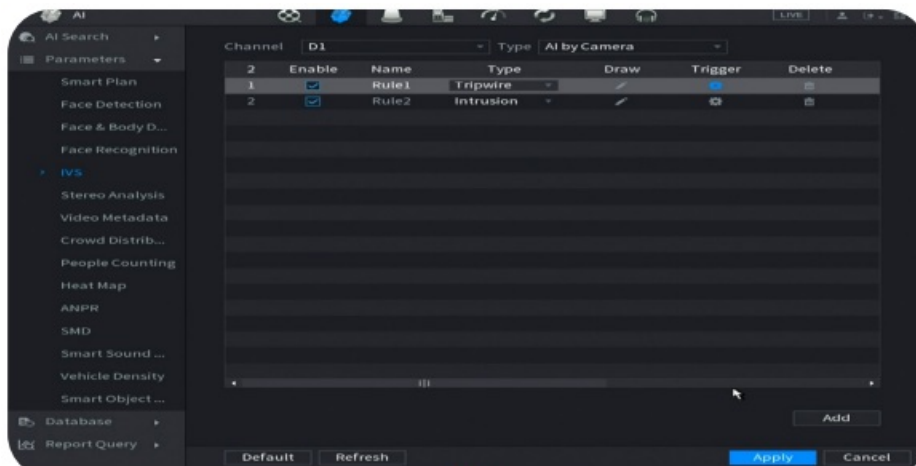 AI LIVE
AI Search
Parameters
Smart Plan
Face Detection
Face & Body D...
Face Recognition
IVS
Stereo Analysis
Video Metadata
Crowd Distrib...
People Counting
Heat Map
ANPR
SMD
Smart Sound ...
Vehicle Density
Smart Object ...
Database
Report Query
Channel D1 Type AI by Camera
2 Enable Name Type Draw Trigger Delete
1 Rule1 Tripwire
2 Rule2 Intrusion
Add
Default Refresh Apply Cancel